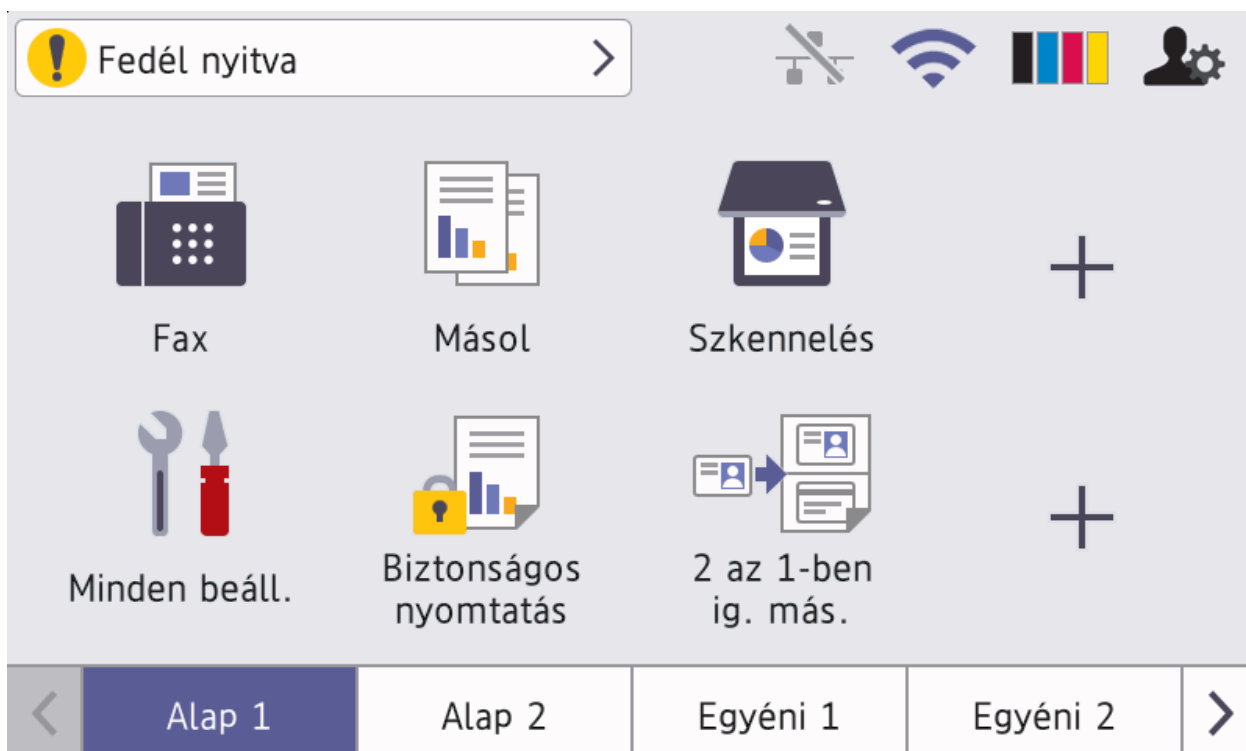 Fedél nyitva
Fax
Másol
Szkennelés
Minden beáll.
Biztonságos
nyomtatás
2 az 1-ben
ig. más.
Alap 1
Alap 2
Egyéni 1
Egyéni 2